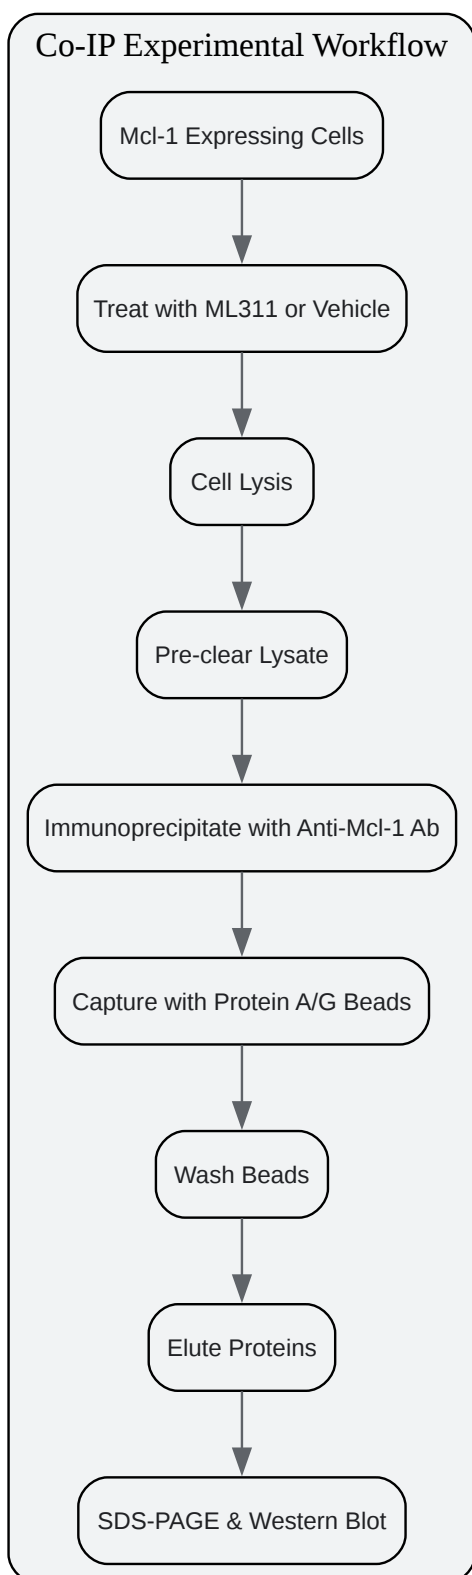 Co-IP Experimental Workflow
Mcl-1 Expressing Cells
Treat with ML311 or Vehicle
Cell Lysis
Pre-clear Lysate
Immunoprecipitate with Anti-Mcl-1 Ab
Capture with Protein A/G Beads
Wash Beads
Elute Proteins
SDS-PAGE & Western Blot